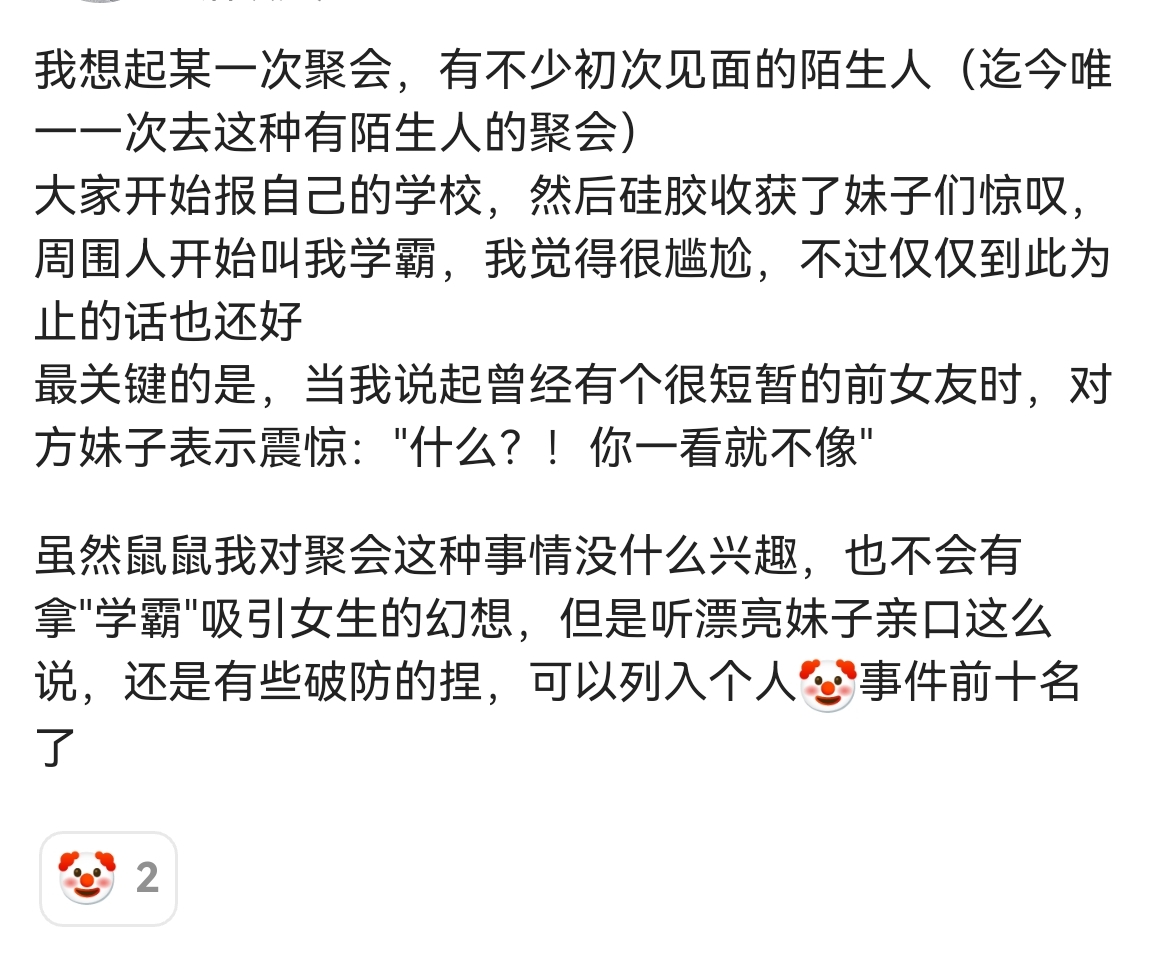 我想起某一次聚会，有不少初次见面的陌生人（迄今唯
一一次去这种有陌生人的聚会）
大家开始报自己的学校，然后硅胶收获了妹子们惊叹，
周围人开始叫我学霸，我觉得很尴尬，不过仅仅到此为
止的话也还好
最关键的是，当我说起曾经有个很短暂的前女友时，对
方妹子表示震惊："什么？！你一看就不像"
虽然鼠鼠我对聚会这种事情没什么兴趣，也不会有
拿"学霸"吸引女生的幻想，但是听漂亮妹子亲口这么
说，还是有些破防的捏，可以列入个人🤡事件前十名
了
🤡 2